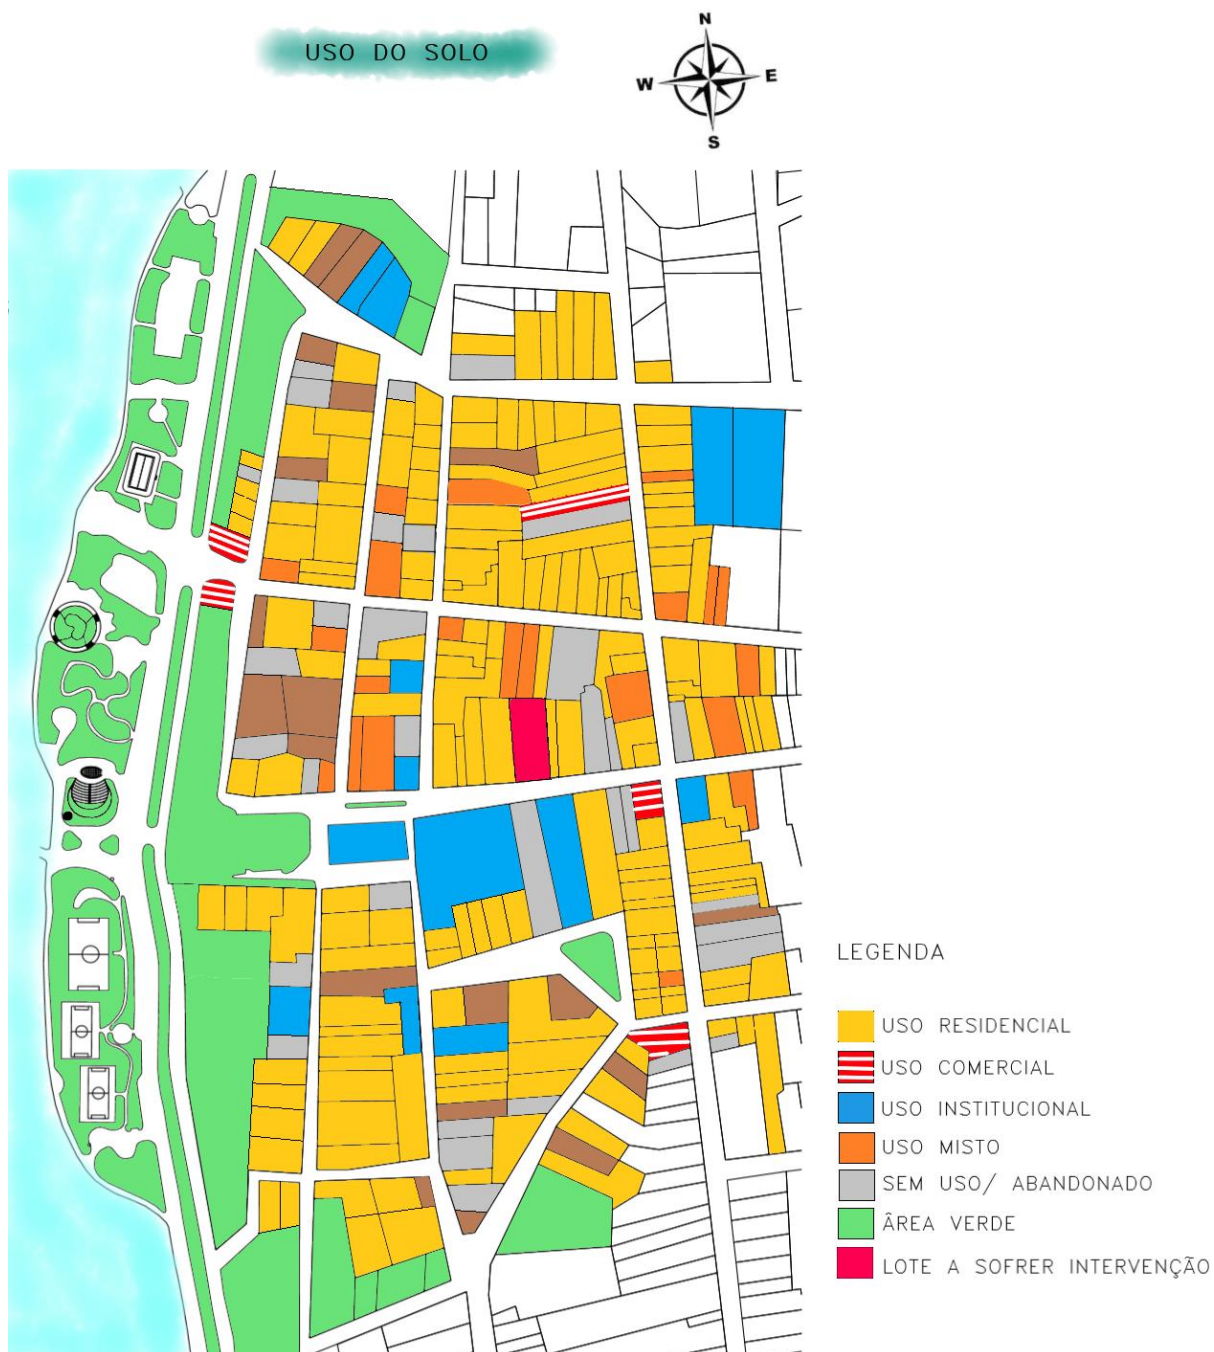 USO DO SOLO
N
W
E
S
LEGENDA
USO RESIDENCIAL
USO COMERCIAL
USO INSTITUCIONAL
USO MISTO
SEM USO/ ABANDONADO
ÃREA VERDE
LOTE A SOFRER INTERVENÇÃO